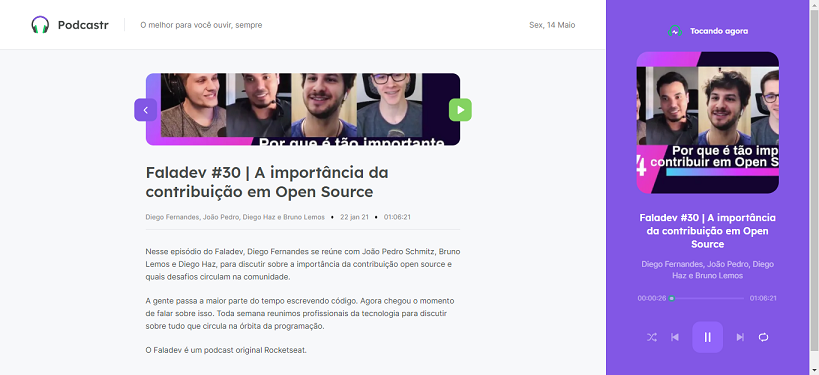 Podcastr
O melhor para você ouvir, sempre
Sex, 14 Maio
Por que é tão importante
Faladev #30 | A importância da
contribuição em Open Source
Diego Fernandes, João Pedro, Diego Haz e Bruno Lemos • 22 jan 21 • 01:06:21
Nesse episódio do Faladev, Diego Fernandes se reúne com João Pedro Schmitz, Bruno
Lemos e Diego Haz, para discutir sobre a importância da contribuição open source e
quais desafios circulam na comunidade.
A gente passa a maior parte do tempo escrevendo código. Agora chegou o momento
de falar sobre isso. Toda semana reunimos profissionais da tecnologia para discutir
sobre tudo que circula na órbita da programação.
O Faladev é um podcast original Rocketseat.
Tocando agora
Por que é tão imp
contribuir em Open S
Faladev #30 | A importância
da contribuição em Open
Source
Diego Fernandes, João Pedro, Diego
Haz e Bruno Lemos
00:00:26
01:06:21